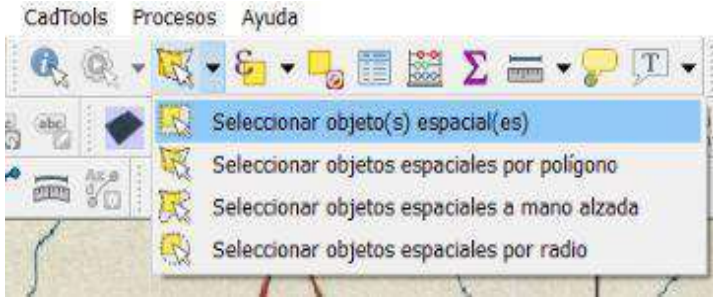 CadTools Procesos Ayuda
Seleccionar objeto(s) espacial(es)
Seleccionar objetos espaciales por polígono
Seleccionar objetos espaciales a mano alzada
Seleccionar objetos espaciales por radio